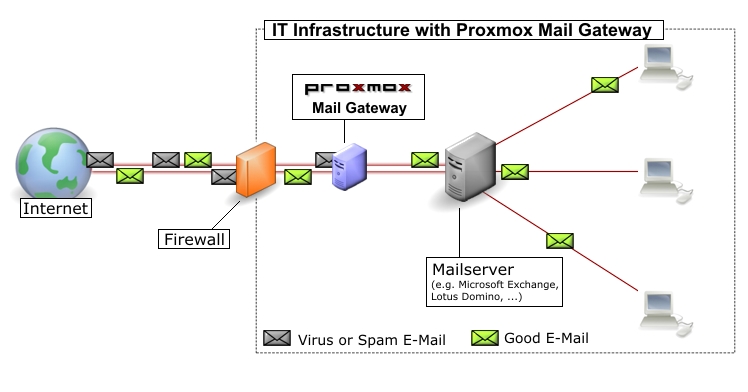 IT Infrastructure with Proxmox Mail Gateway
proxmox
Mail Gateway
Internet
Firewall
Mailserver
(e.g. Microsoft Exchange,
Lotus Domino, ...)
Virus or Spam E-Mail
Good E-Mail